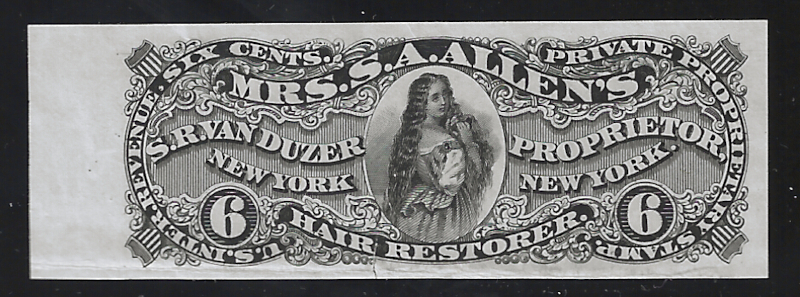 U.S. INTER. REVENUE. SIX CENTS. PRIVATE PROPRIETARY STAMP.
MRS. S. A. ALLEN'S
S. R. VAN DUZER PROPRIETOR,
NEW YORK NEW YORK.
6 6
HAIR RESTORER.